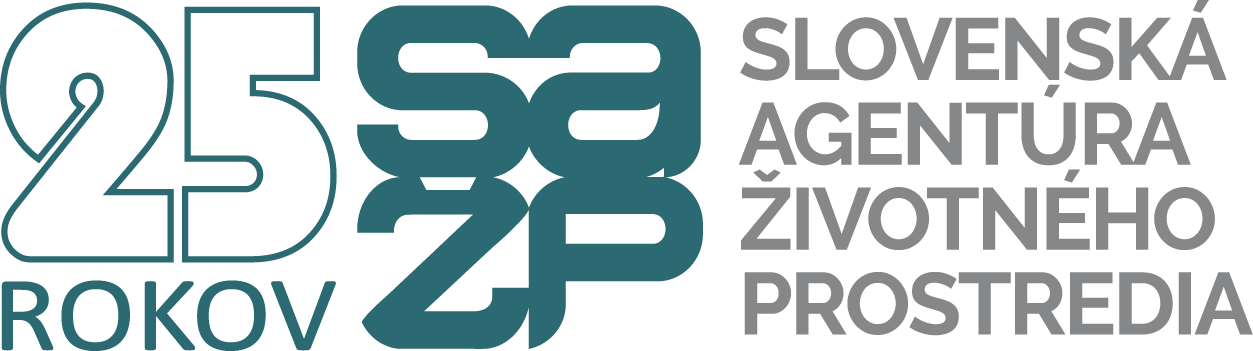 25
ROKOV
sa
žp
SLOVENSKÁ
AGENTÚRA
ŽIVOTNÉHO
PROSTREDIA